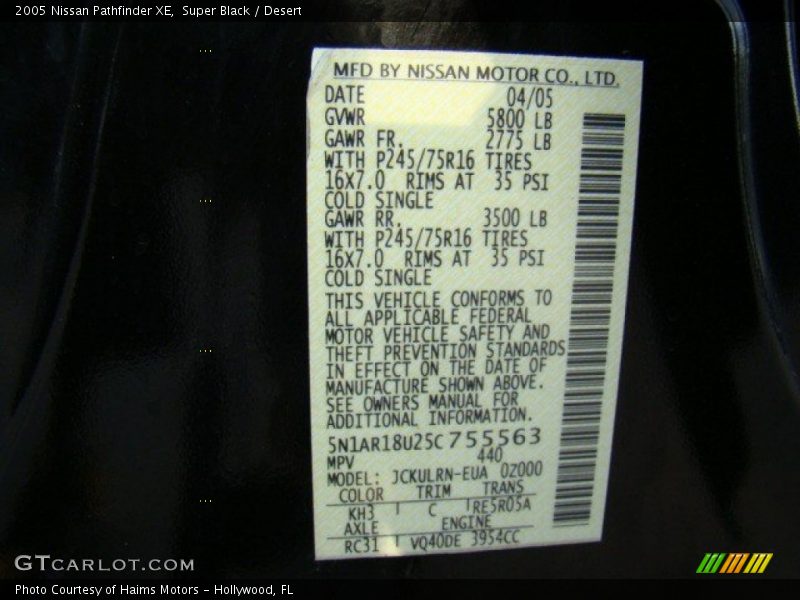 2005 Nissan Pathfinder XE,  Super Black / Desert
MFD BY NISSAN MOTOR CO., LTD.
DATE 04/05
GVWR 5800 LB
GAWR FR. 2775 LB
WITH P245/75R16 TIRES
16X7.0 RIMS AT 35 PSI
COLD SINGLE
GAWR RR. 3500 LB
WITH P245/75R16 TIRES
16X7.0 RIMS AT 35 PSI
COLD SINGLE
THIS VEHICLE CONFORMS TO
ALL APPLICABLE FEDERAL
MOTOR VEHICLE SAFETY AND
THEFT PREVENTION STANDARDS
IN EFFECT ON THE DATE OF
MANUFACTURE SHOWN ABOVE.
SEE OWNERS MANUAL FOR
ADDITIONAL INFORMATION.
5N1AR18U25C755563
MPV 440
MODEL: JCKULRN-EUA 0Z000
COLOR TRIM TRANS
KH3 C RE5R05A
AXLE ENGINE
RC31 VQ40DE 3954CC
GTCARLOT.COM
Photo Courtesy of Haims Motors - Hollywood, FL